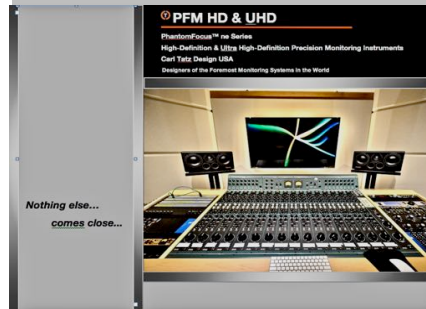 PFM HD & UHD
PhantomFocus™ ne Series
High-Definition & Ultra High-Definition Precision Monitoring Instruments
Carl Tatz Design USA
Designers of the Foremost Monitoring Systems in the World
Nothing else...
comes close...